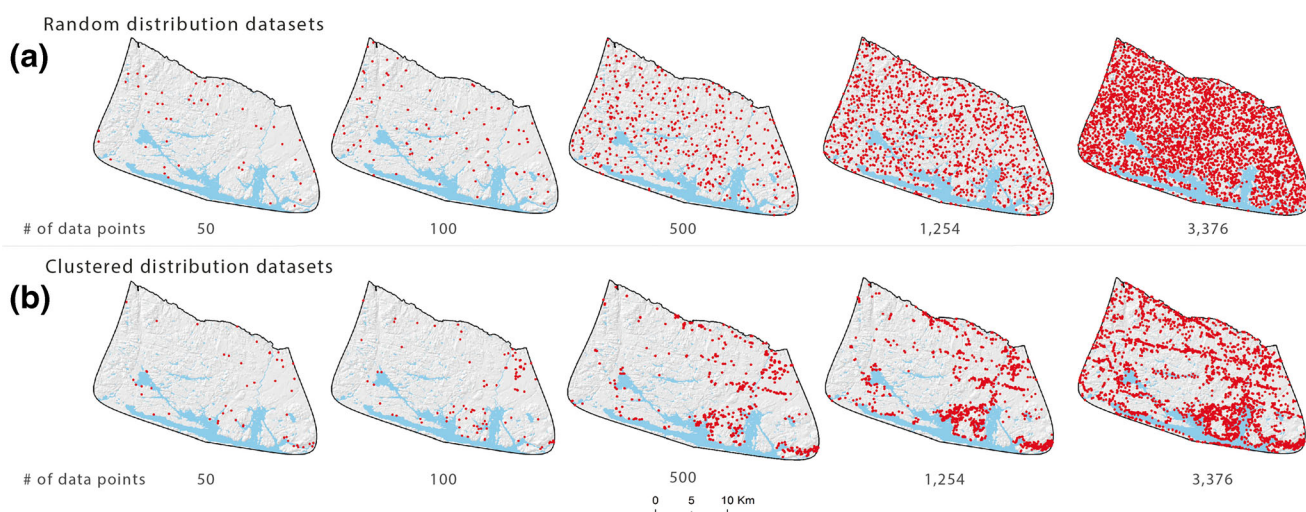 Random distribution datasets
(a)
# of data points 50 100 500 1,254 3,376
Clustered distribution datasets
(b)
# of data points 50 100 500 1,254 3,376
0 5 10 Km